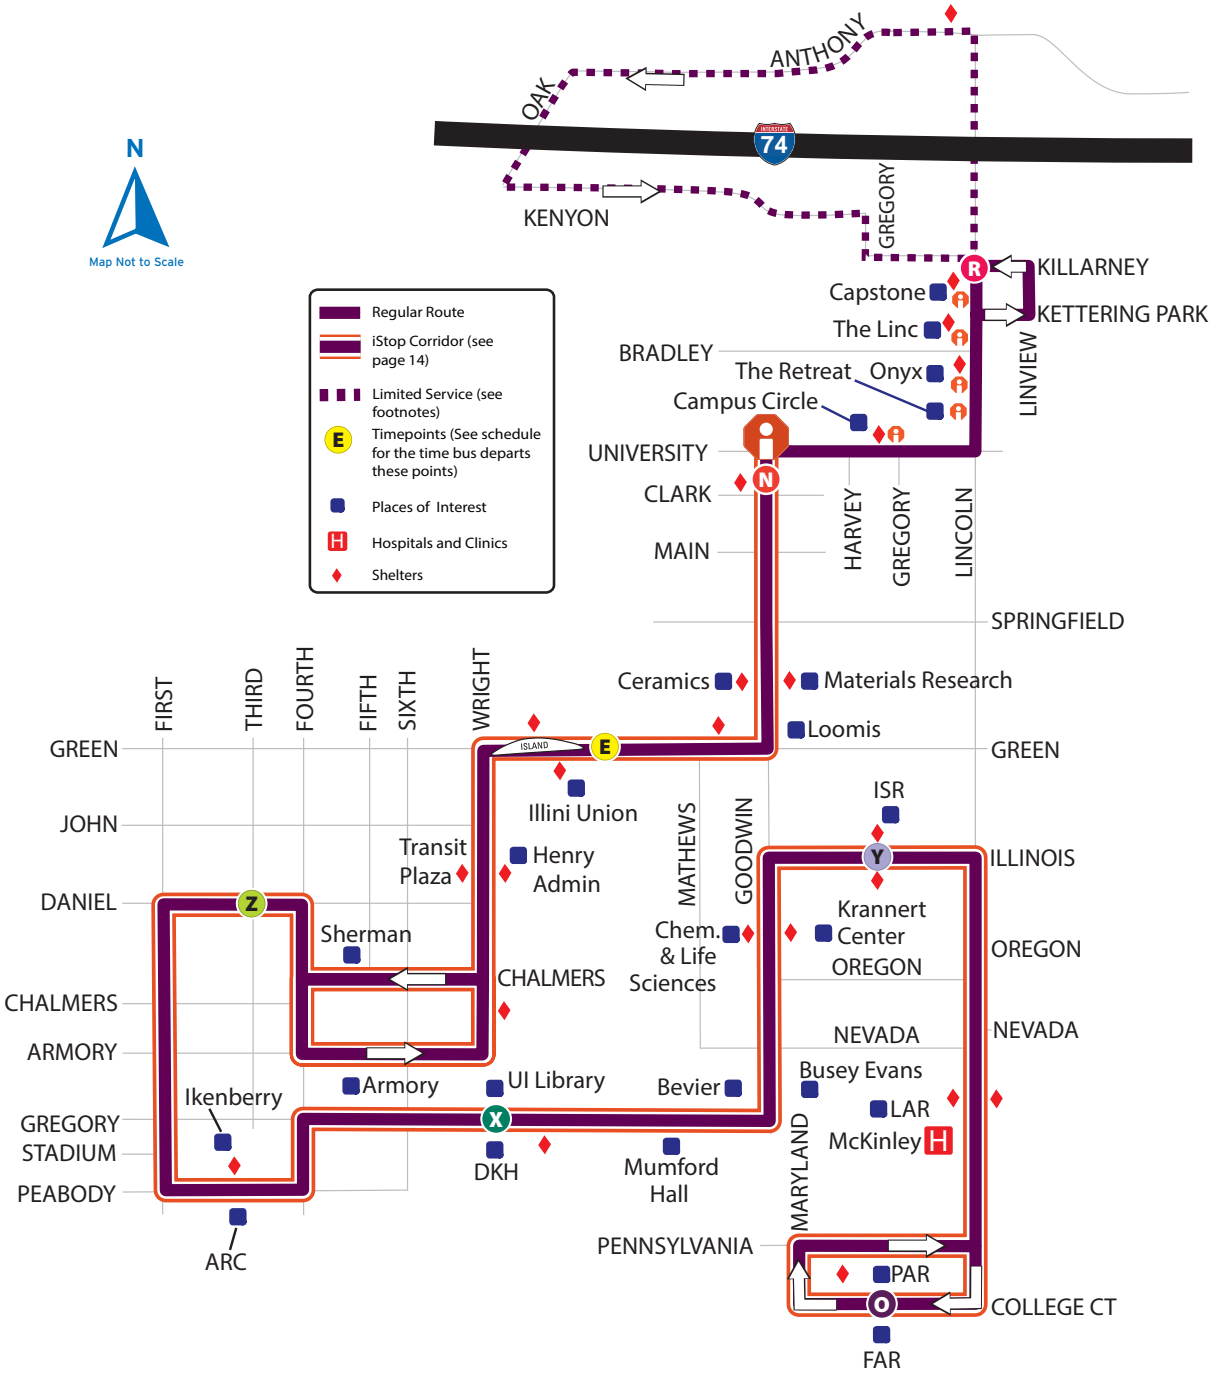 ANTHONY
OAK
INTERSTATE
74
N
Map Not to Scale
KENYON
GREGORY
R
KILLARNEY
Capstone
KETTERING PARK
The Linc
LINVIEW
BRADLEY
The Retreat
Onyx
Campus Circle
UNIVERSITY
N
CLARK
MAIN
HARVEY
GREGORY
LINCOLN
Regular Route
iStop Corridor (see
page 14)
Limited Service (see
footnotes)
E
Timepoints (See schedule
for the time bus departs
these points)
Places of Interest
H
Hospitals and Clinics
Shelters
SPRINGFIELD
FIRST
THIRD
FOURTH
FIFTH
SIXTH
WRIGHT
Ceramics
Materials Research
Loomis
GREEN
ISLAND
E
GREEN
Illini Union
ISR
JOHN
MATHEWS
GOODWIN
Transit
Plaza
Henry
Admin
Y
ILLINOIS
DANIEL
Z
Sherman
Krannert
Center
Chem.
& Life
Sciences
OREGON
OREGON
CHALMERS
CHALMERS
NEVADA
NEVADA
ARMORY
Armory
UI Library
Bevier
Busey Evans
Ikenberry
LAR
GREGORY
X
McKinley
H
STADIUM
DKH
Mumford
Hall
MARYLAND
PEABODY
ARC
PENNSYLVANIA
PAR
O
COLLEGE CT
FAR